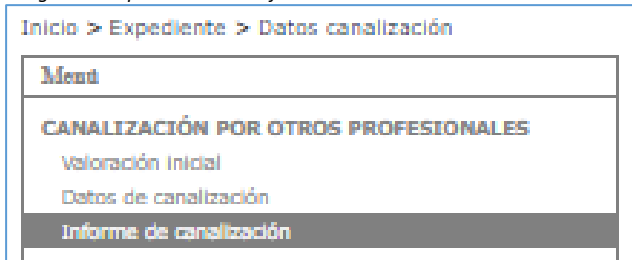 Inicio > Expediente > Datos canalización
Menú
CANALIZACIÓN POR OTROS PROFESIONALES
Valoración inicial
Datos de canalización
Informe de canalización